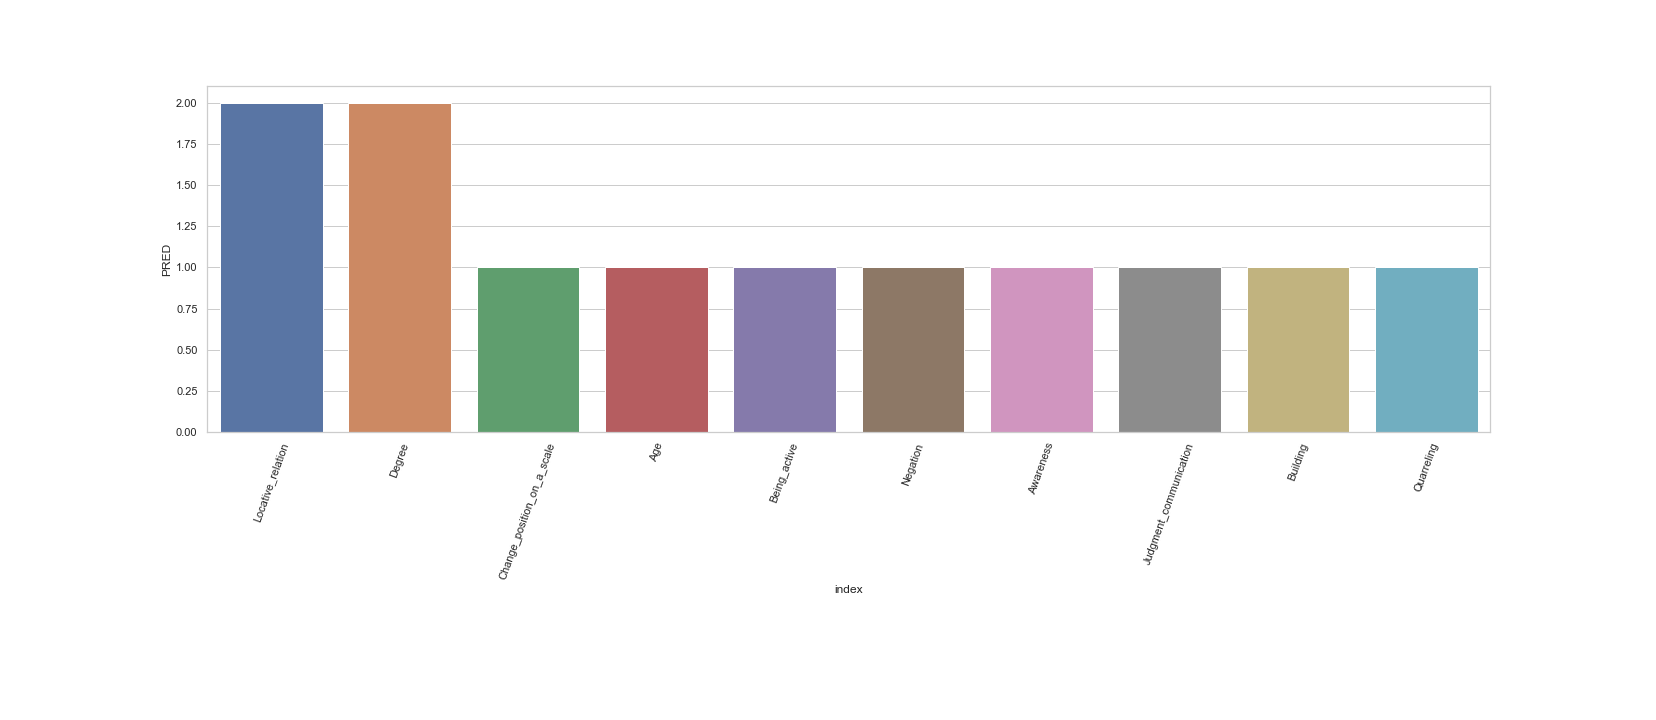 2.00
1.75
1.50
1.25
1.00
0.75
0.50
0.25
0.00
PRED
Locative_relation
Degree
Change_position_on_a_scale
Age
Being_active
Negation
Awareness
Judgment_communication
Building
Quarreling
index